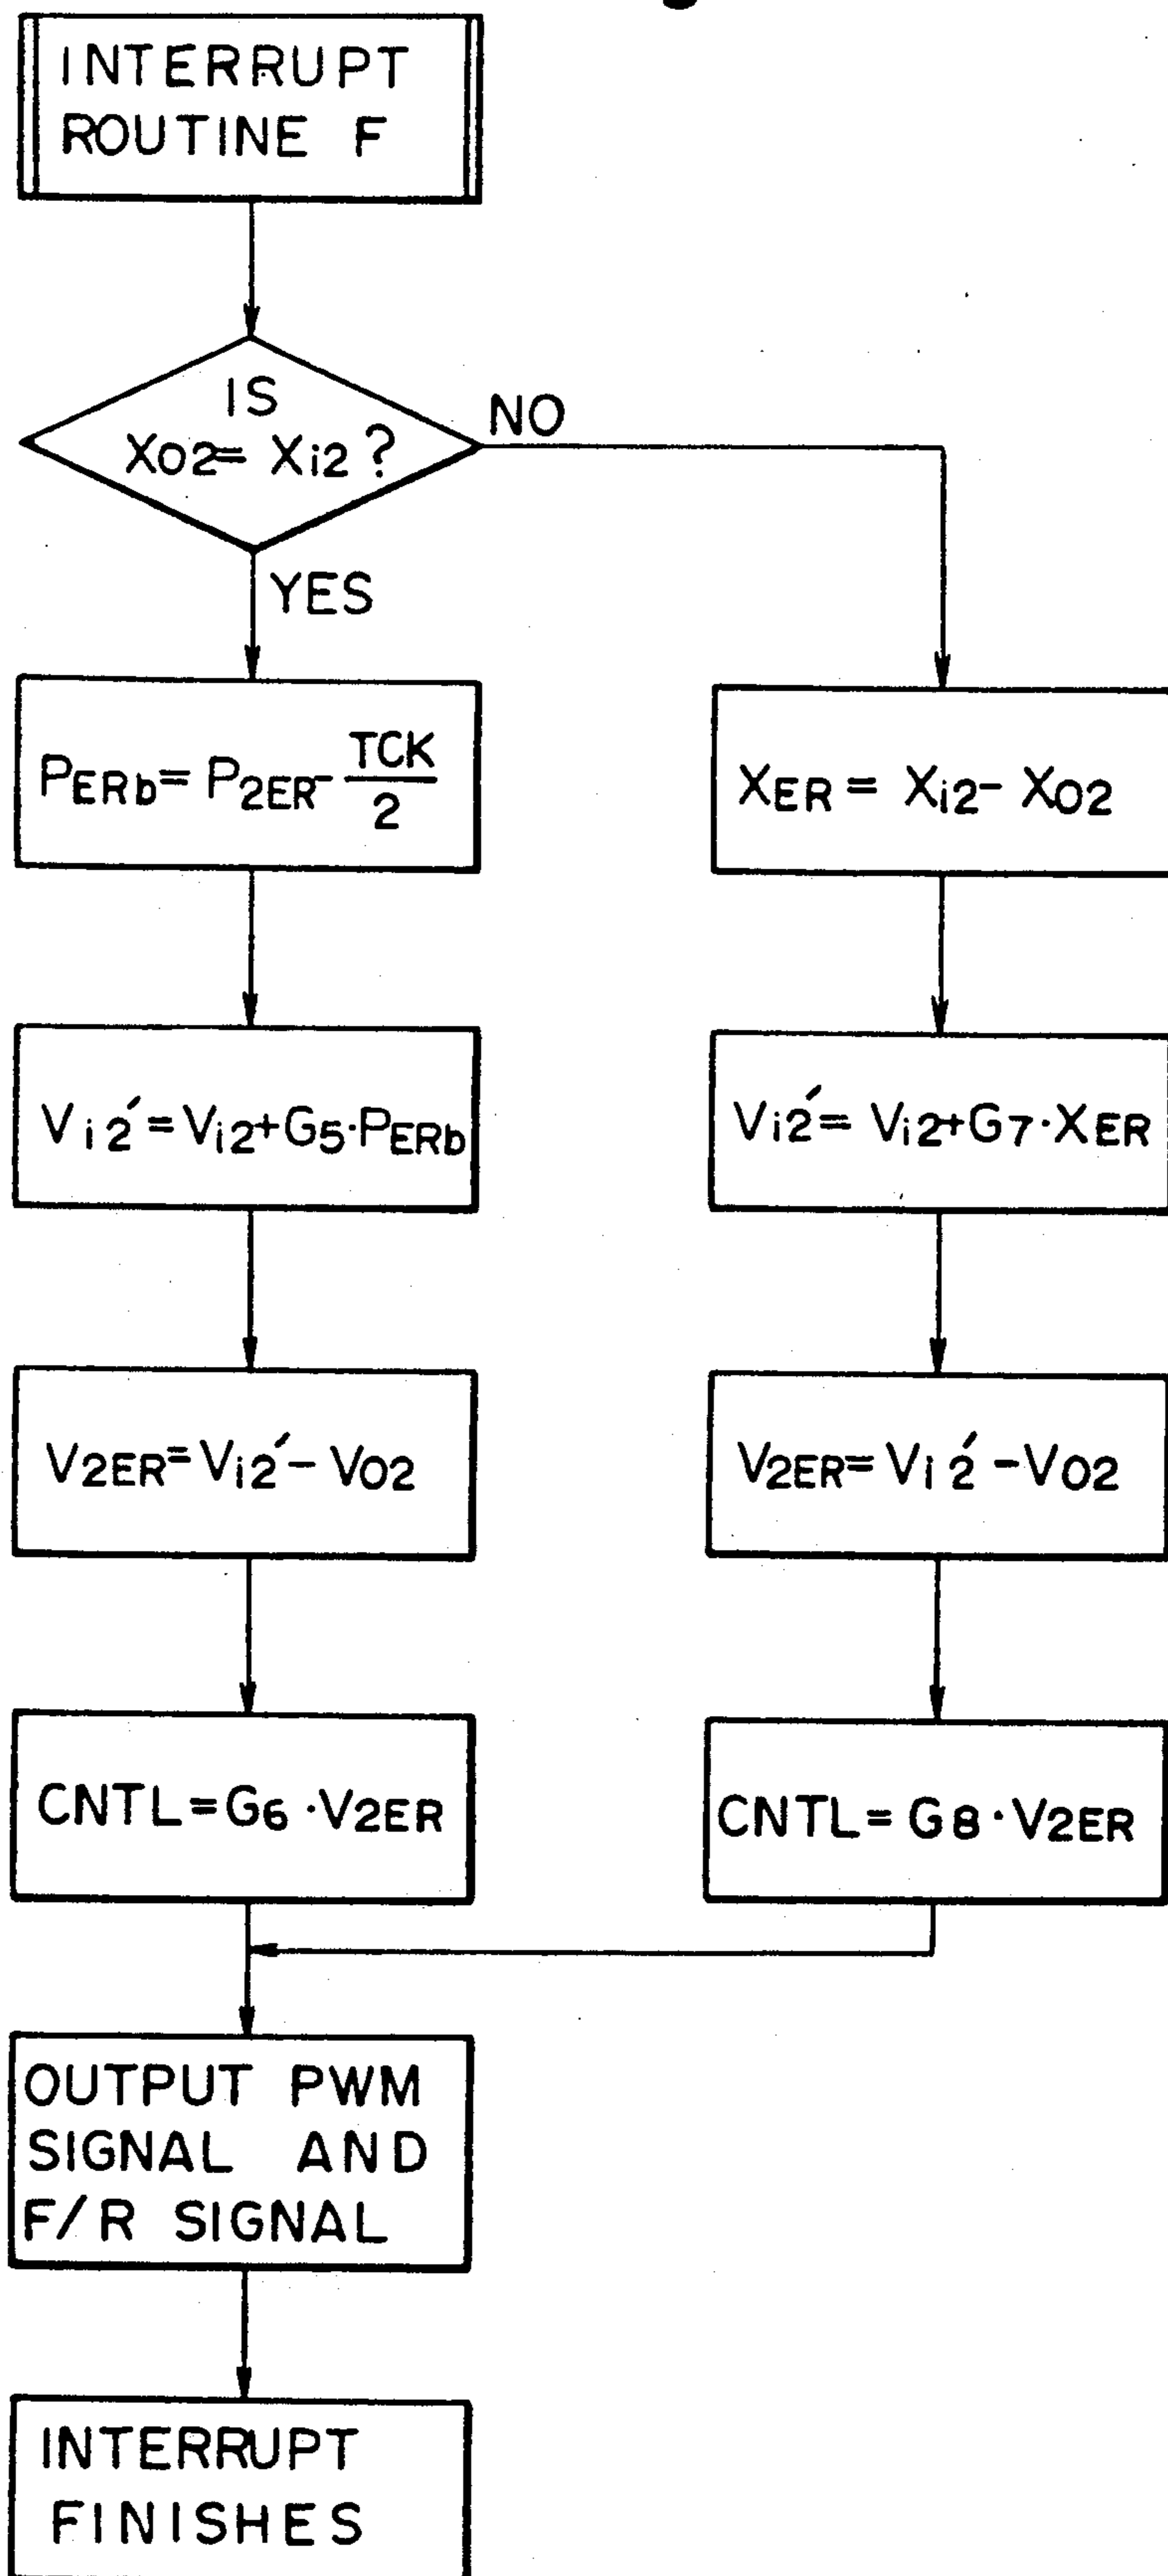 INTERRUPT
ROUTINE F
IS
XO2= Xi2 ?
NO
YES
PERb= P2ER- TCK/2
Vi2′=Vi2+G5·PERb
V2ER=Vi2′- VO2
CNTL=G6 ·V2ER
XER = Xi2- XO2
Vi2′= Vi2+G7·XER
V2ER=Vi2′ -VO2
CNTL= G8·V2ER
OUTPUT PWM
SIGNAL AND
F/R SIGNAL
INTERRUPT
FINISHES